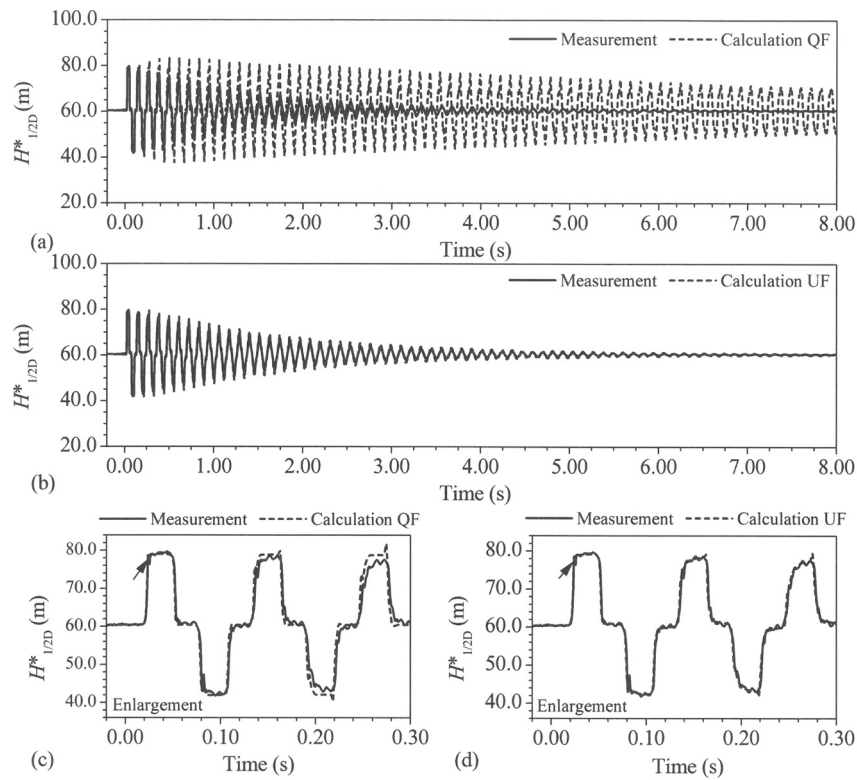 100.0
Measurement Calculation QF
80.0
60.0
40.0
20.0
H*1/2D (m)
0.00 1.00 2.00 3.00 4.00 5.00 6.00 7.00 8.00
(a) Time (s)
100.0
Measurement Calculation UF
80.0
60.0
40.0
20.0
H*1/2D (m)
0.00 1.00 2.00 3.00 4.00 5.00 6.00 7.00 8.00
(b) Time (s)
Measurement Calculation QF
80.0
70.0
60.0
50.0
40.0
H*1/2D (m)
Enlargement
0.00 0.10 0.20 0.30
(c) Time (s)
Measurement Calculation UF
80.0
70.0
60.0
50.0
40.0
H*1/2D (m)
Enlargement
0.00 0.10 0.20 0.30
(d) Time (s)